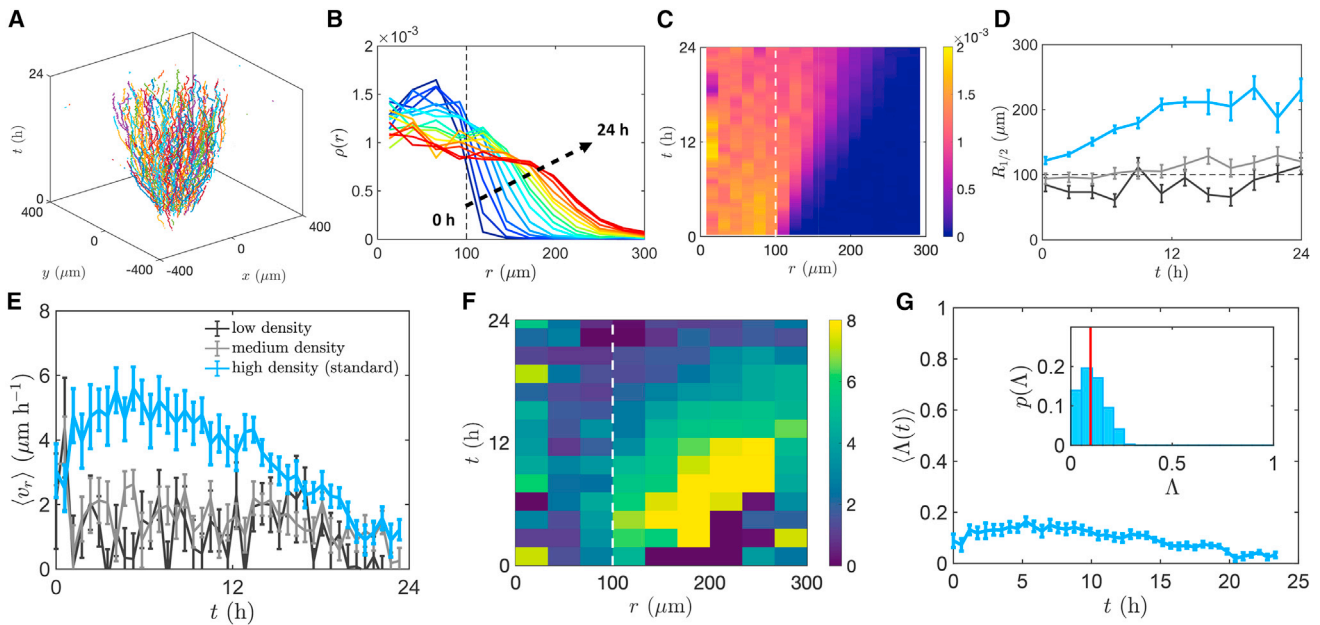 A
24
t (h)
0
400
0
-400
-400
0
400
y (μm)
x (μm)
B
×10⁻³
2
1.5
1
0.5
0
ρ(r)
24 h
0 h
0
100
200
300
r (μm)
C
24
12
0
t (h)
0
100
200
300
r (μm)
×10⁻³
2
1.5
1
0.5
0
D
300
200
100
0
R₁/₂ (μm)
0
12
24
t (h)
E
8
6
4
2
0
⟨vᵣ⟩ (μm h⁻¹)
low density
medium density
high density (standard)
0
12
24
t (h)
F
24
12
0
t (h)
0
100
200
300
r (μm)
8
6
4
2
0
G
1
0.8
0.6
0.4
0.2
0
⟨Λ(t)⟩
0.2
0.1
0
p(Λ)
0
0.5
1
Λ
0
5
10
15
20
25
t (h)